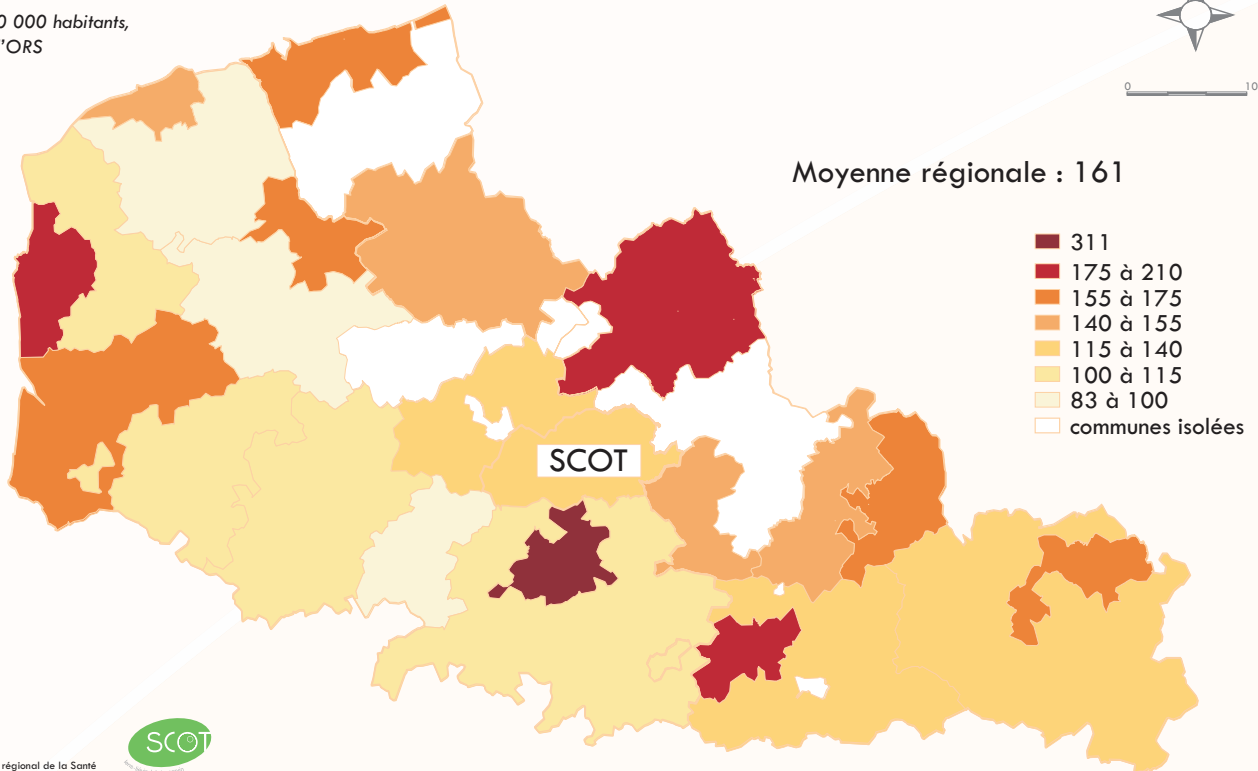 0 000 habitants,
'ORS
0 10
Moyenne régionale : 161
311
175 à 210
155 à 175
140 à 155
115 à 140
100 à 115
83 à 100
communes isolées
SCOT
SCOT
régional de la Santé